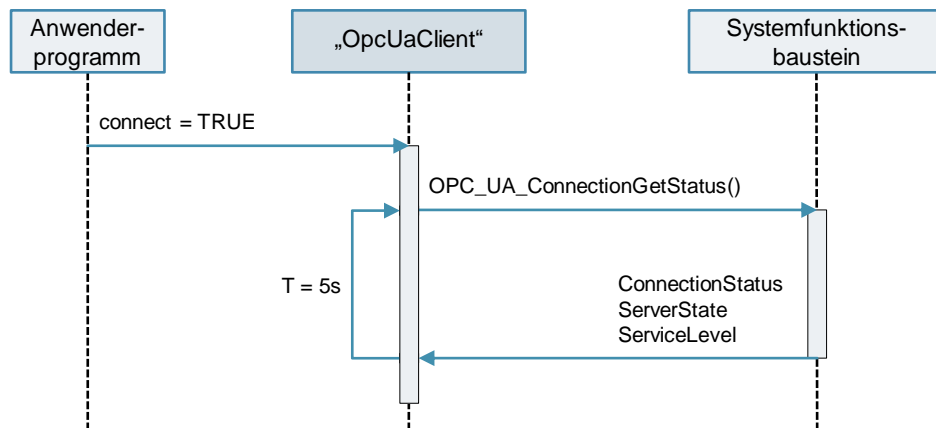 Anwender-
programm
„OpcUaClient“
Systemfunktions-
baustein
connect = TRUE
OPC_UA_ConnectionGetStatus()
T = 5s
ConnectionStatus
ServerState
ServiceLevel